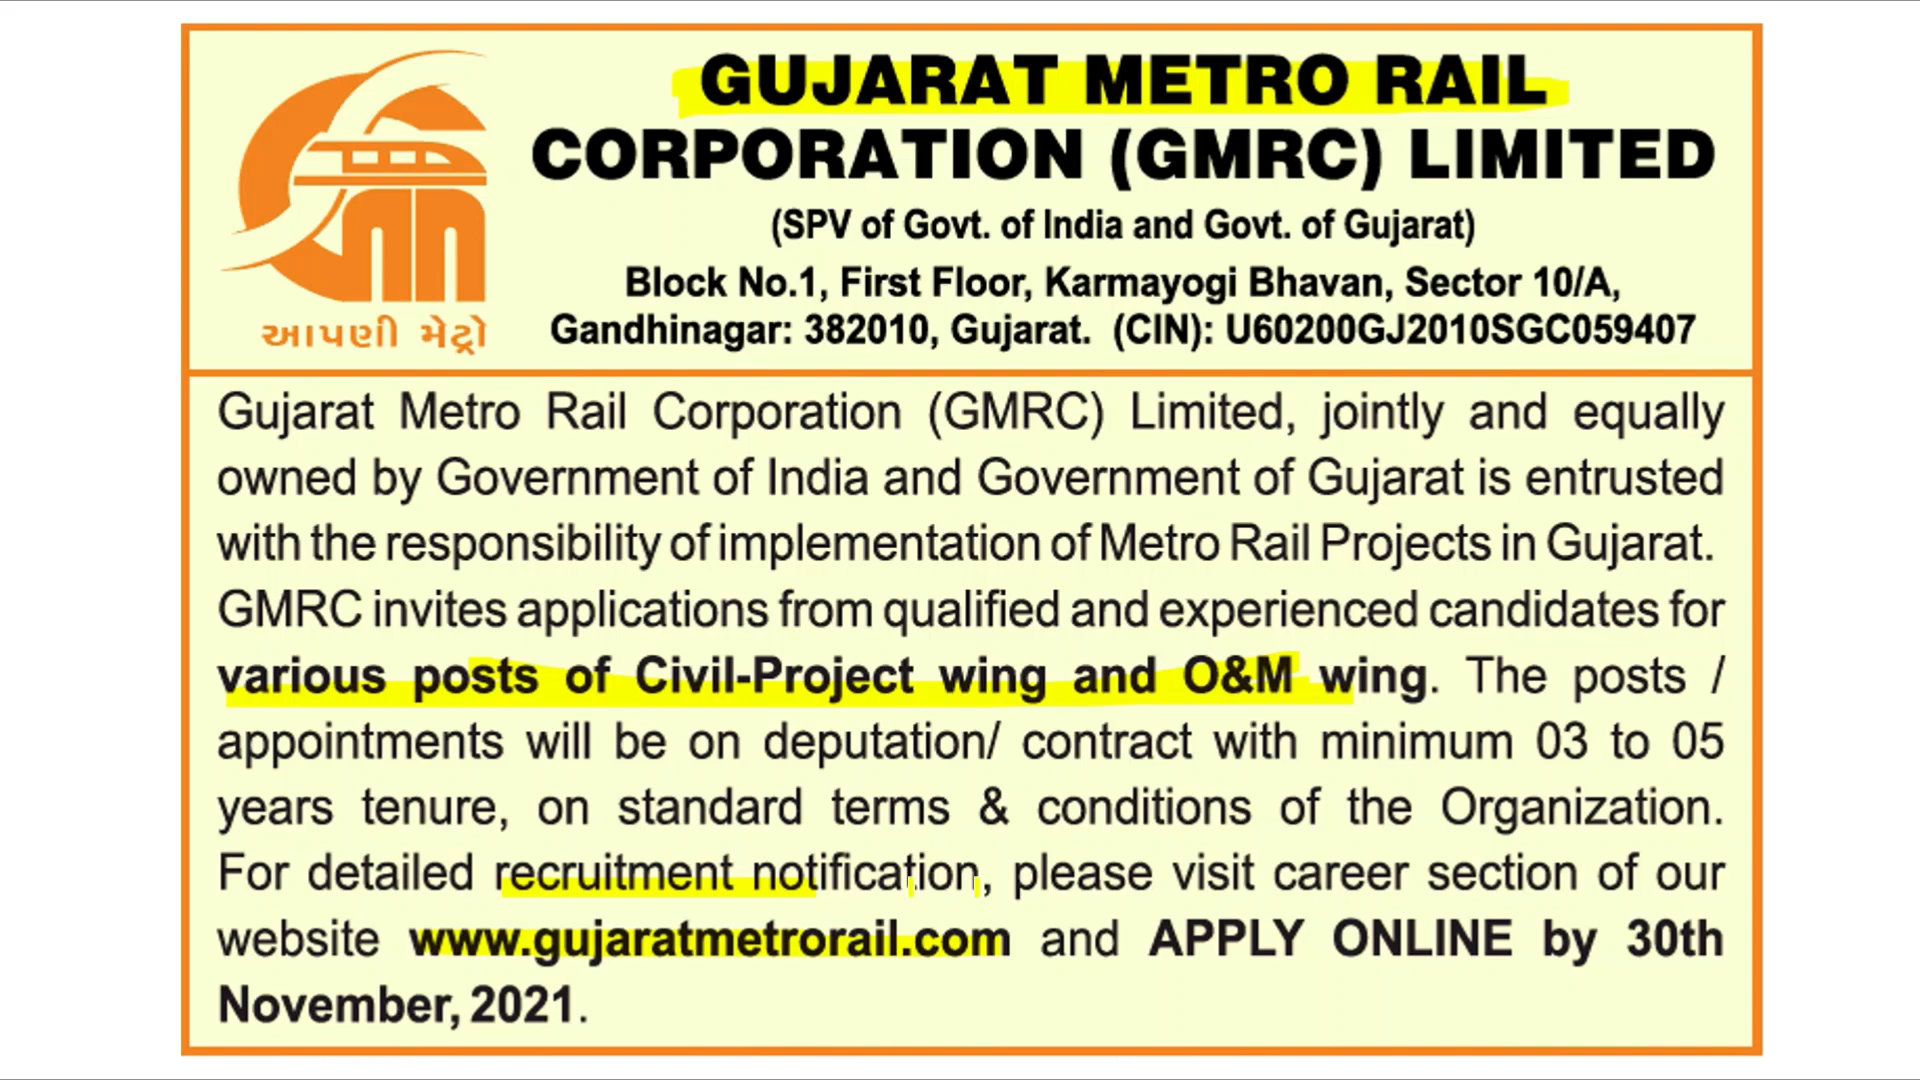 GUJARAT METRO RAIL
CORPORATION (GMRC) LIMITED
(SPV of Govt. of India and Govt. of Gujarat)
Block No.1, First Floor, Karmayogi Bhavan, Sector 10/A,
Gandhinagar: 382010, Gujarat. (CIN): U60200GJ2010SGC059407
આપણી મેટ્રો
Gujarat Metro Rail Corporation (GMRC) Limited, jointly and equally
owned by Government of India and Government of Gujarat is entrusted
with the responsibility of implementation of Metro Rail Projects in Gujarat.
GMRC invites applications from qualified and experienced candidates for
various posts of Civil-Project wing and O&M wing. The posts /
appointments will be on deputation/ contract with minimum 03 to 05
years tenure, on standard terms & conditions of the Organization.
For detailed recruitment notification, please visit career section of our
website www.gujaratmetrorail.com and APPLY ONLINE by 30th
November, 2021.